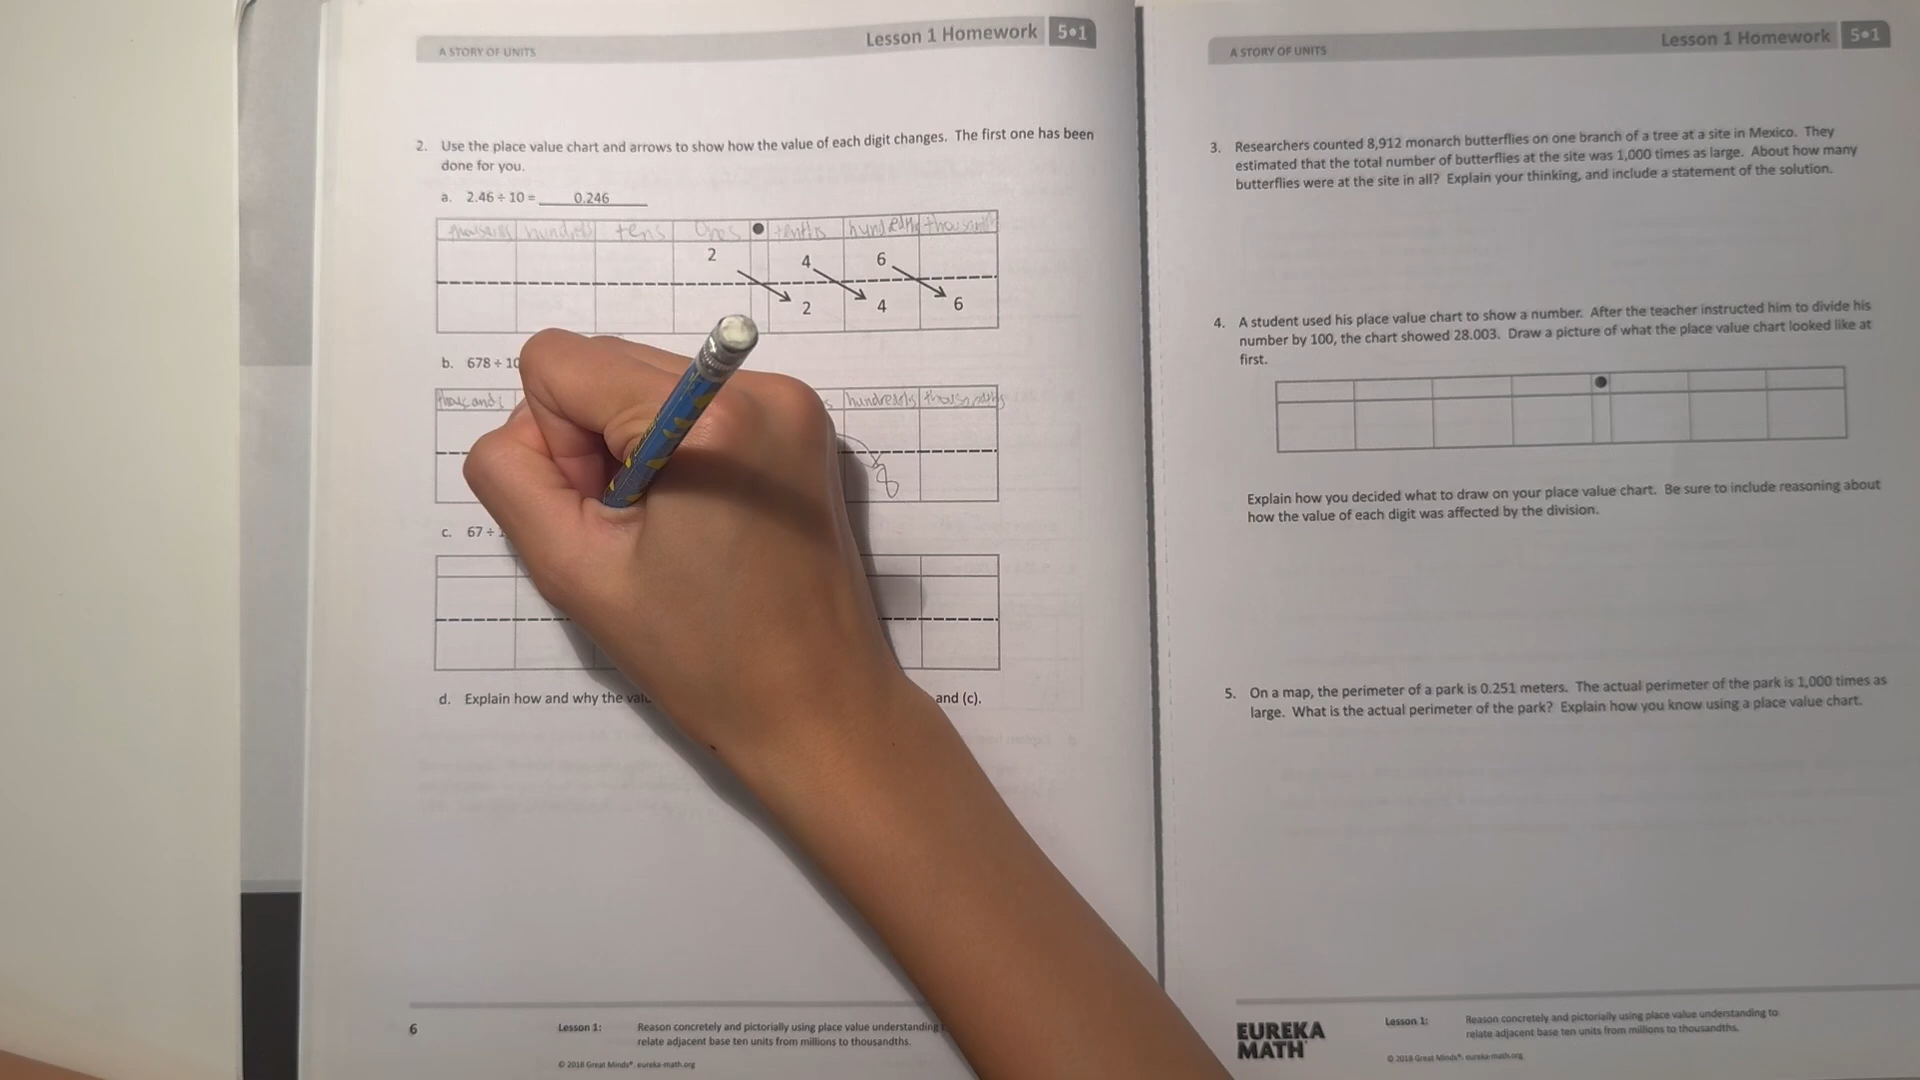 A STORY OF UNITS
Lesson 1 Homework 5•1
2. Use the place value chart and arrows to show how the value of each digit changes. The first one has been
done for you.
a. 2.46 ÷ 10 = 0.246
thousands hundreds tens Ones • tenths
2 4 6
2 4 6
b. 678 ÷ 10
thousands
8
c. 67 ÷
d. Explain how and why the
and (c).
6
Lesson 1: Reason concretely and pictorially using place value understanding
relate adjacent base ten units from millions to thousandths.
© 2018 Great Minds®. eureka-math.org
A STORY OF UNITS
Lesson 1 Homework 5•1
3. Researchers counted 8,912 monarch butterflies on one branch of a tree at a site in Mexico. They
estimated that the total number of butterflies at the site was 1,000 times as large. About how many
butterflies were at the site in all? Explain your thinking, and include a statement of the solution.
4. A student used his place value chart to show a number. After the teacher instructed him to divide his
number by 100, the chart showed 28.003. Draw a picture of what the place value chart looked like at
first.
Explain how you decided what to draw on your place value chart. Be sure to include reasoning about
how the value of each digit was affected by the division.
5. On a map, the perimeter of a park is 0.251 meters. The actual perimeter of the park is 1,000 times as
large. What is the actual perimeter of the park? Explain how you know using a place value chart.
EUREKA
MATH
Lesson 1: Reason concretely and pictorially using place value understanding to
relate adjacent base ten units from millions to thousandths.
© 2018 Great Minds®. eureka-math.org